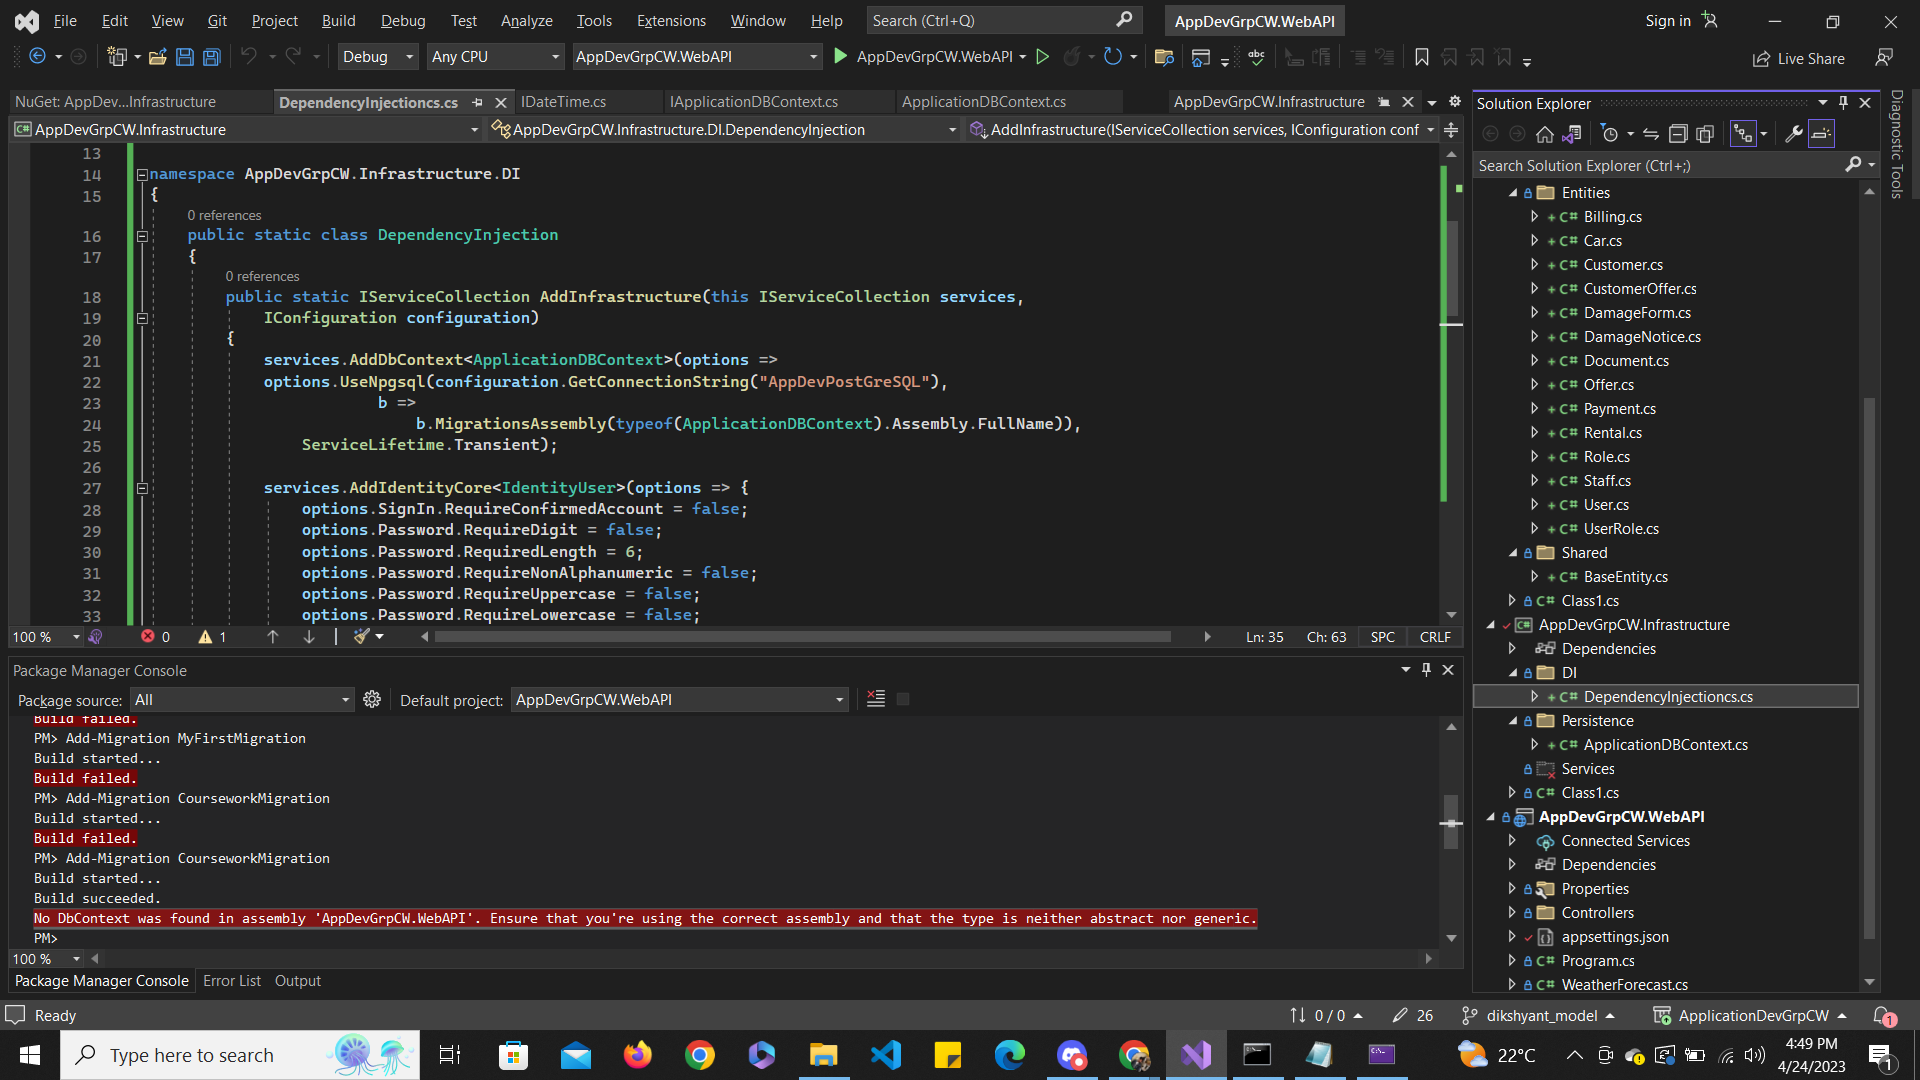 File Edit View Git Project Build Debug Test Analyze Tools Extensions Window Help Search (Ctrl+Q) AppDevGrpCW.WebAPI Sign in
Debug Any CPU AppDevGrpCW.WebAPI AppDevGrpCW.WebAPI Live Share
NuGet: AppDev...Infrastructure DependencyInjectioncs.cs IDateTime.cs IApplicationDBContext.cs ApplicationDBContext.cs AppDevGrpCW.Infrastructure
AppDevGrpCW.Infrastructure AppDevGrpCW.Infrastructure.DI.DependencyInjection AddInfrastructure(IServiceCollection services, IConfiguration conf
13
14 namespace AppDevGrpCW.Infrastructure.DI
15 {
0 references
16 public static class DependencyInjection
17 {
0 references
18 public static IServiceCollection AddInfrastructure(this IServiceCollection services,
19 IConfiguration configuration)
20 {
21 services.AddDbContext<ApplicationDBContext>(options =>
22 options.UseNpgsql(configuration.GetConnectionString("AppDevPostGreSQL"),
23 b =>
24 b.MigrationsAssembly(typeof(ApplicationDBContext).Assembly.FullName)),
25 ServiceLifetime.Transient);
26
27 services.AddIdentityCore<IdentityUser>(options => {
28 options.SignIn.RequireConfirmedAccount = false;
29 options.Password.RequireDigit = false;
30 options.Password.RequiredLength = 6;
31 options.Password.RequireNonAlphanumeric = false;
32 options.Password.RequireUppercase = false;
33 options.Password.RequireLowercase = false;
100 % 0 1 Ln: 35 Ch: 63 SPC CRLF
Package Manager Console
Package source: All Default project: AppDevGrpCW.WebAPI
Build failed.
PM> Add-Migration MyFirstMigration
Build started...
Build failed.
PM> Add-Migration CourseworkMigration
Build started...
Build failed.
PM> Add-Migration CourseworkMigration
Build started...
Build succeeded.
No DbContext was found in assembly 'AppDevGrpCW.WebAPI'. Ensure that you're using the correct assembly and that the type is neither abstract nor generic.
PM>
100 %
Package Manager Console Error List Output
Solution Explorer
Search Solution Explorer (Ctrl+;)
Entities
C# Billing.cs
C# Car.cs
C# Customer.cs
C# CustomerOffer.cs
C# DamageForm.cs
C# DamageNotice.cs
C# Document.cs
C# Offer.cs
C# Payment.cs
C# Rental.cs
C# Role.cs
C# Staff.cs
C# User.cs
C# UserRole.cs
Shared
C# BaseEntity.cs
C# Class1.cs
AppDevGrpCW.Infrastructure
Dependencies
DI
C# DependencyInjectioncs.cs
Persistence
C# ApplicationDBContext.cs
Services
C# Class1.cs
AppDevGrpCW.WebAPI
Connected Services
Dependencies
Properties
Controllers
appsettings.json
C# Program.cs
C# WeatherForecast.cs
Diagnostic Tools
Ready 0 / 0 26 dikshyant_model ApplicationDevGrpCW 1
Type here to search 22°C 4:49 PM
4/24/2023 1